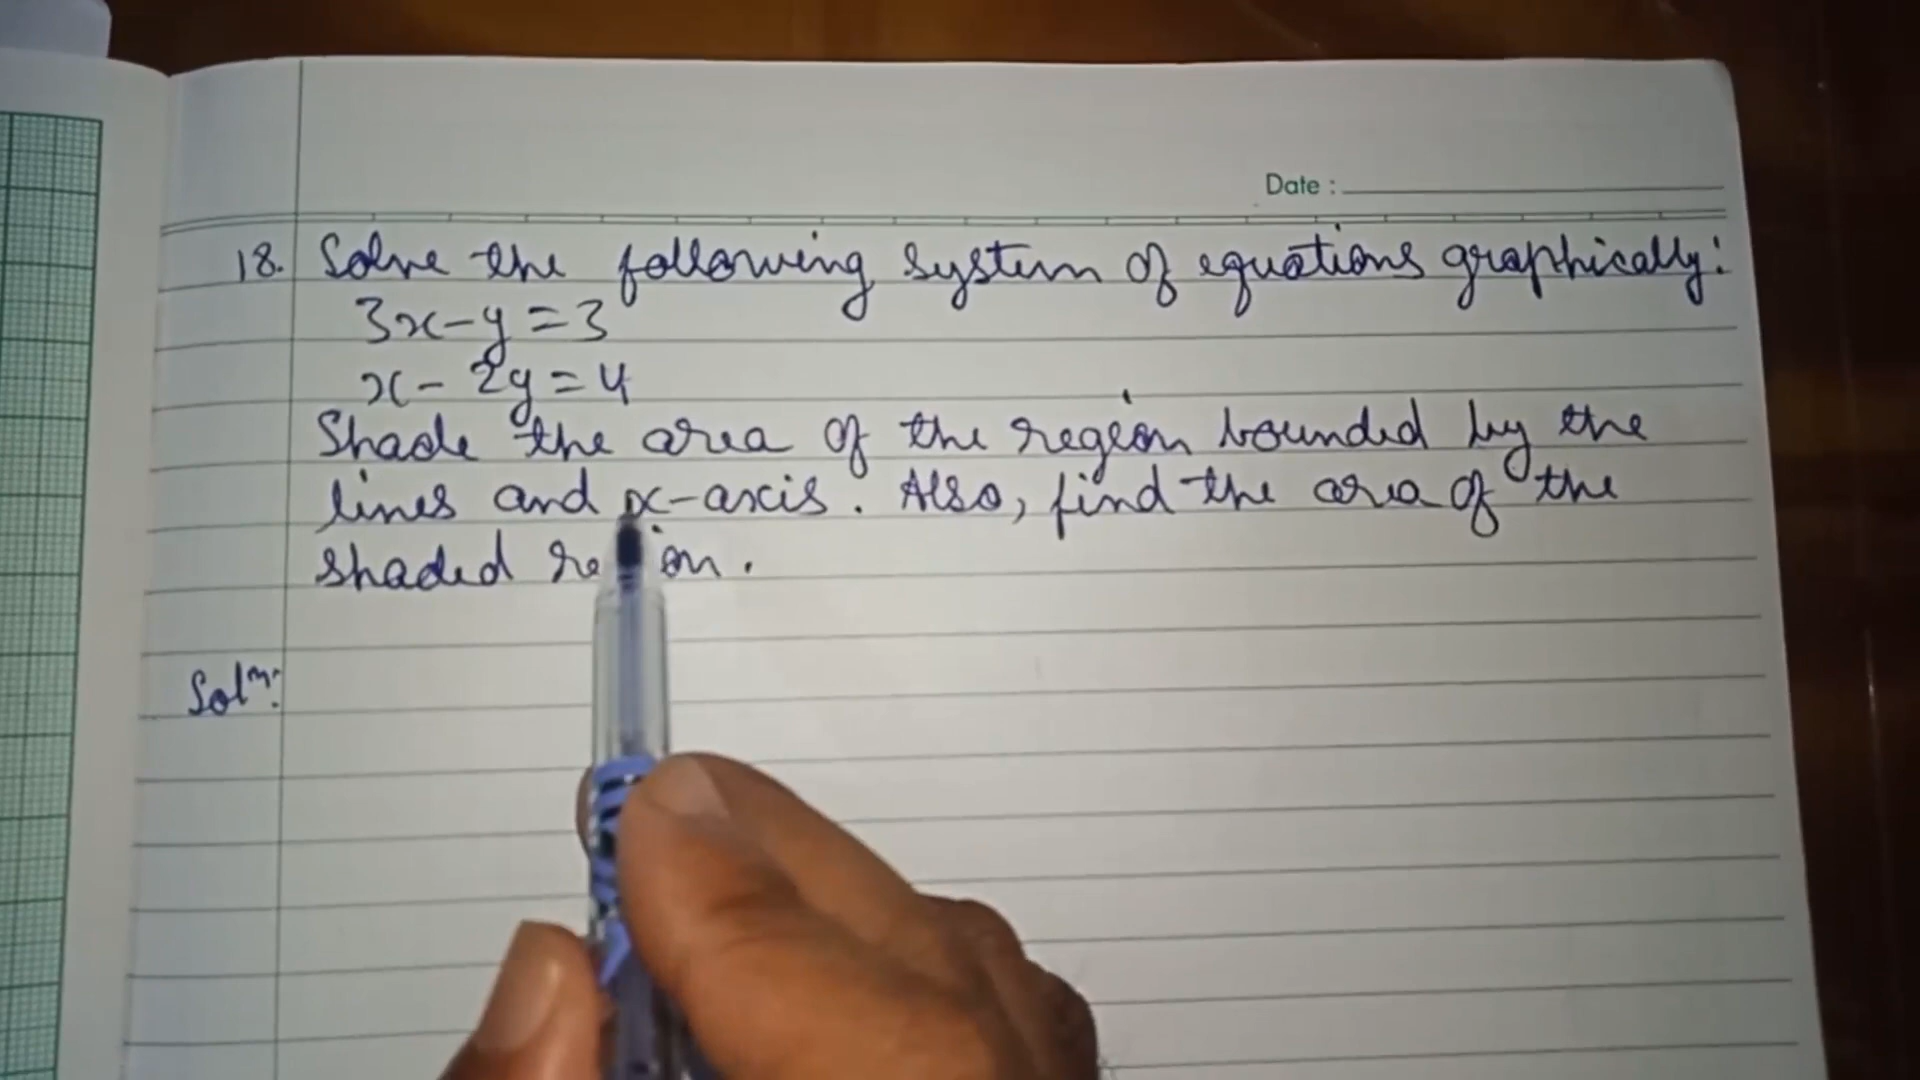 Date :
18. Solve the following system of equations graphically:
3x-y=3
x-2y=4
Shade the area of the region bounded by the
lines and x-axis. Also, find the area of the
shaded
Solⁿ: